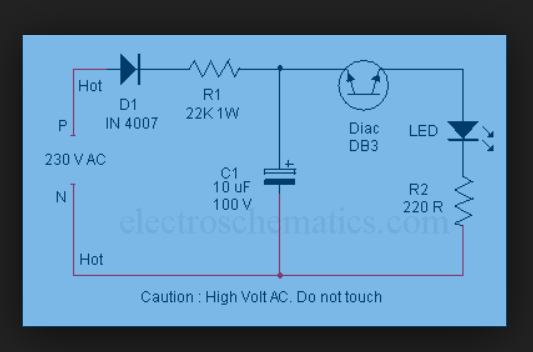 Hot
D1
IN 4007
R1
22K 1W
P
230 V AC
N
Hot
C1
10 uF
100 V
+
Diac
DB3
LED
R2
220 R
electroschematics.com
Caution : High Volt AC. Do not touch